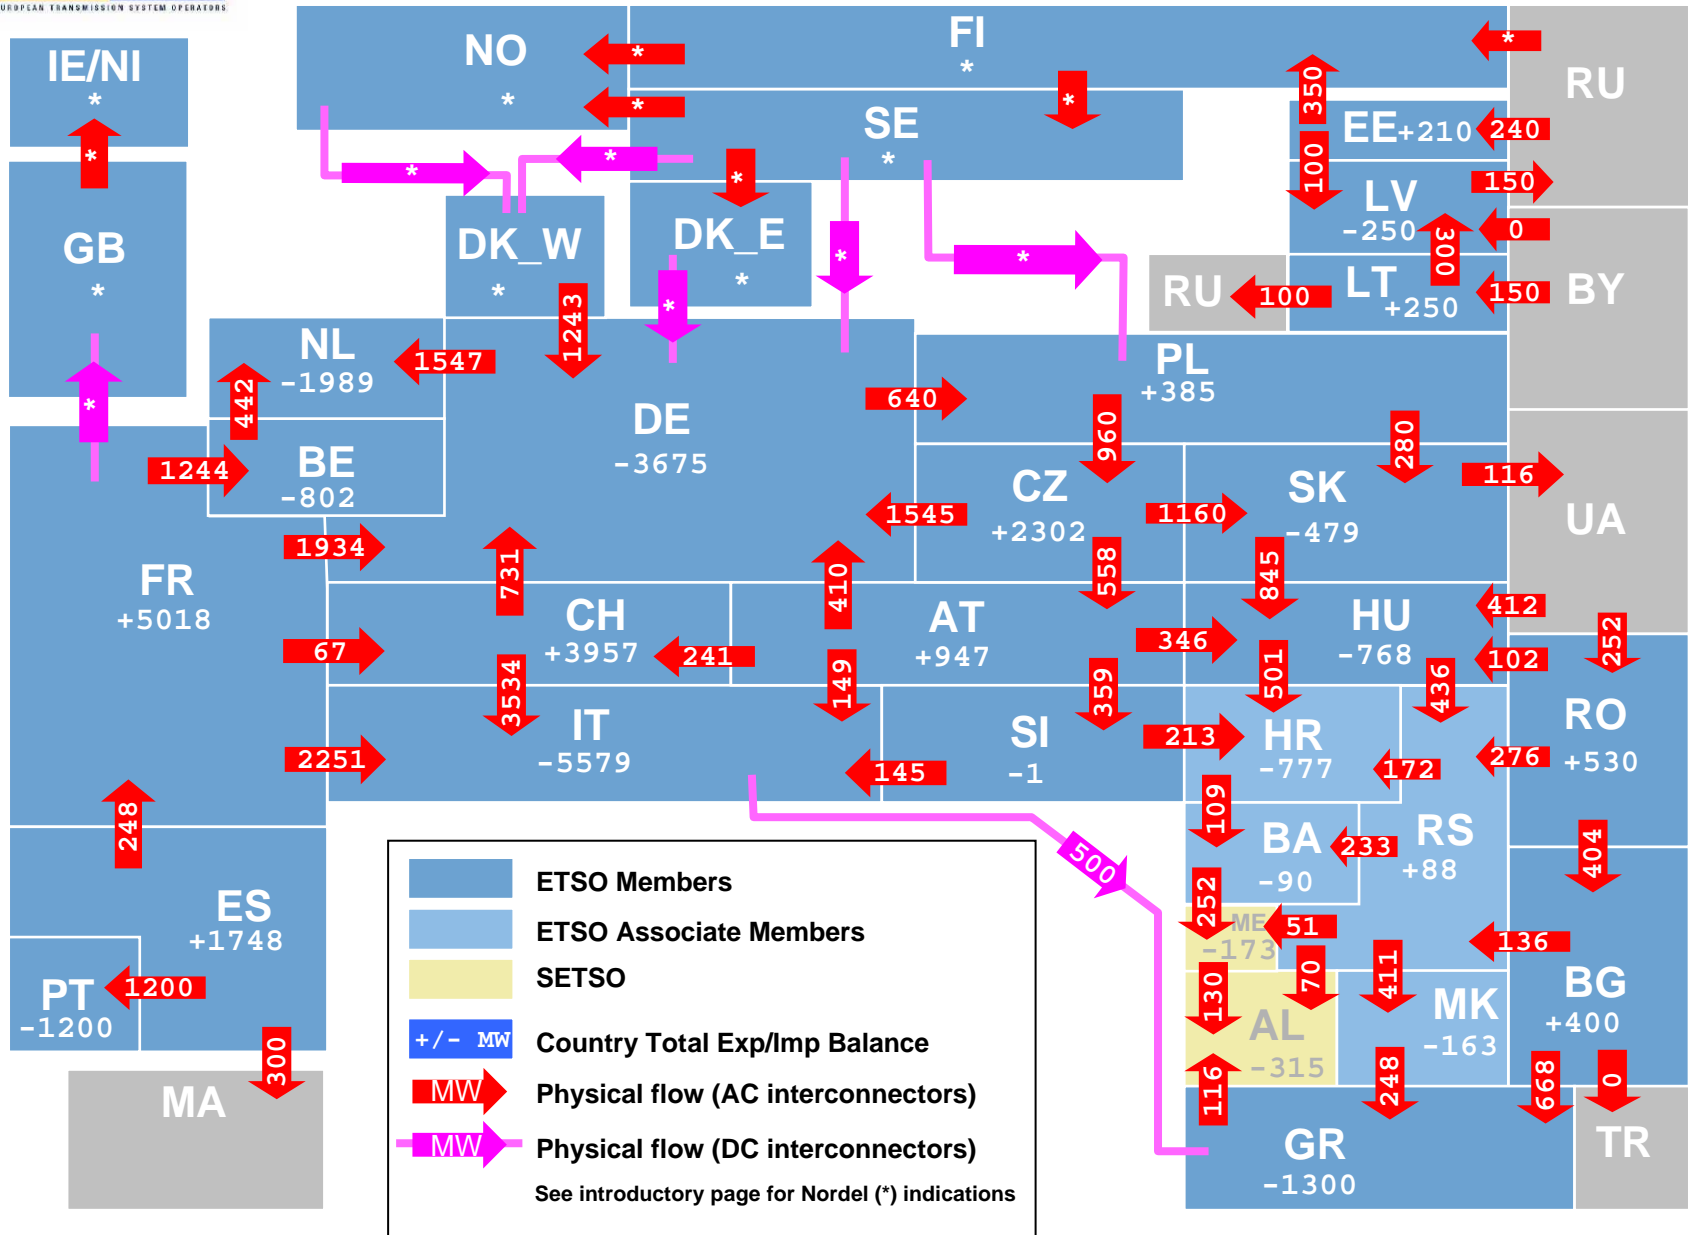 UROPEAN TRANSMISSION SYSTEM OPERATORS
NO
*
FI
*
RU
IE/NI
*
*
*
*
*
*
350
SE
*
EE +210
240
100
*
*
*
LV
-250
150
0
GB
*
DK_W
*
DK_E
*
*
*
*
300
RU
100
LT
+250
150
BY
NL
-1989
1547
1243
PL
+385
*
442
DE
-3675
640
960
280
1244
BE
-802
CZ
+2302
SK
-479
116
UA
1545
1160
1934
731
410
558
845
FR
+5018
CH
+3957
AT
+947
HU
-768
412
252
67
241
346
102
3534
149
359
501
436
IT
-5579
SI
-1
HR
-777
RO
+530
2251
145
213
172
276
248
109
RS
+88
BA
-90
233
404
500
ES
+1748
252
ME
-173
51
136
PT
-1200
1200
130
70
411
AL
-315
MK
-163
BG
+400
300
MA
116
248
668
0
GR
-1300
TR
ETSO Members
ETSO Associate Members
SETSO
+/- MW Country Total Exp/Imp Balance
MW Physical flow (AC interconnectors)
MW Physical flow (DC interconnectors)
See introductory page for Nordel (*) indications